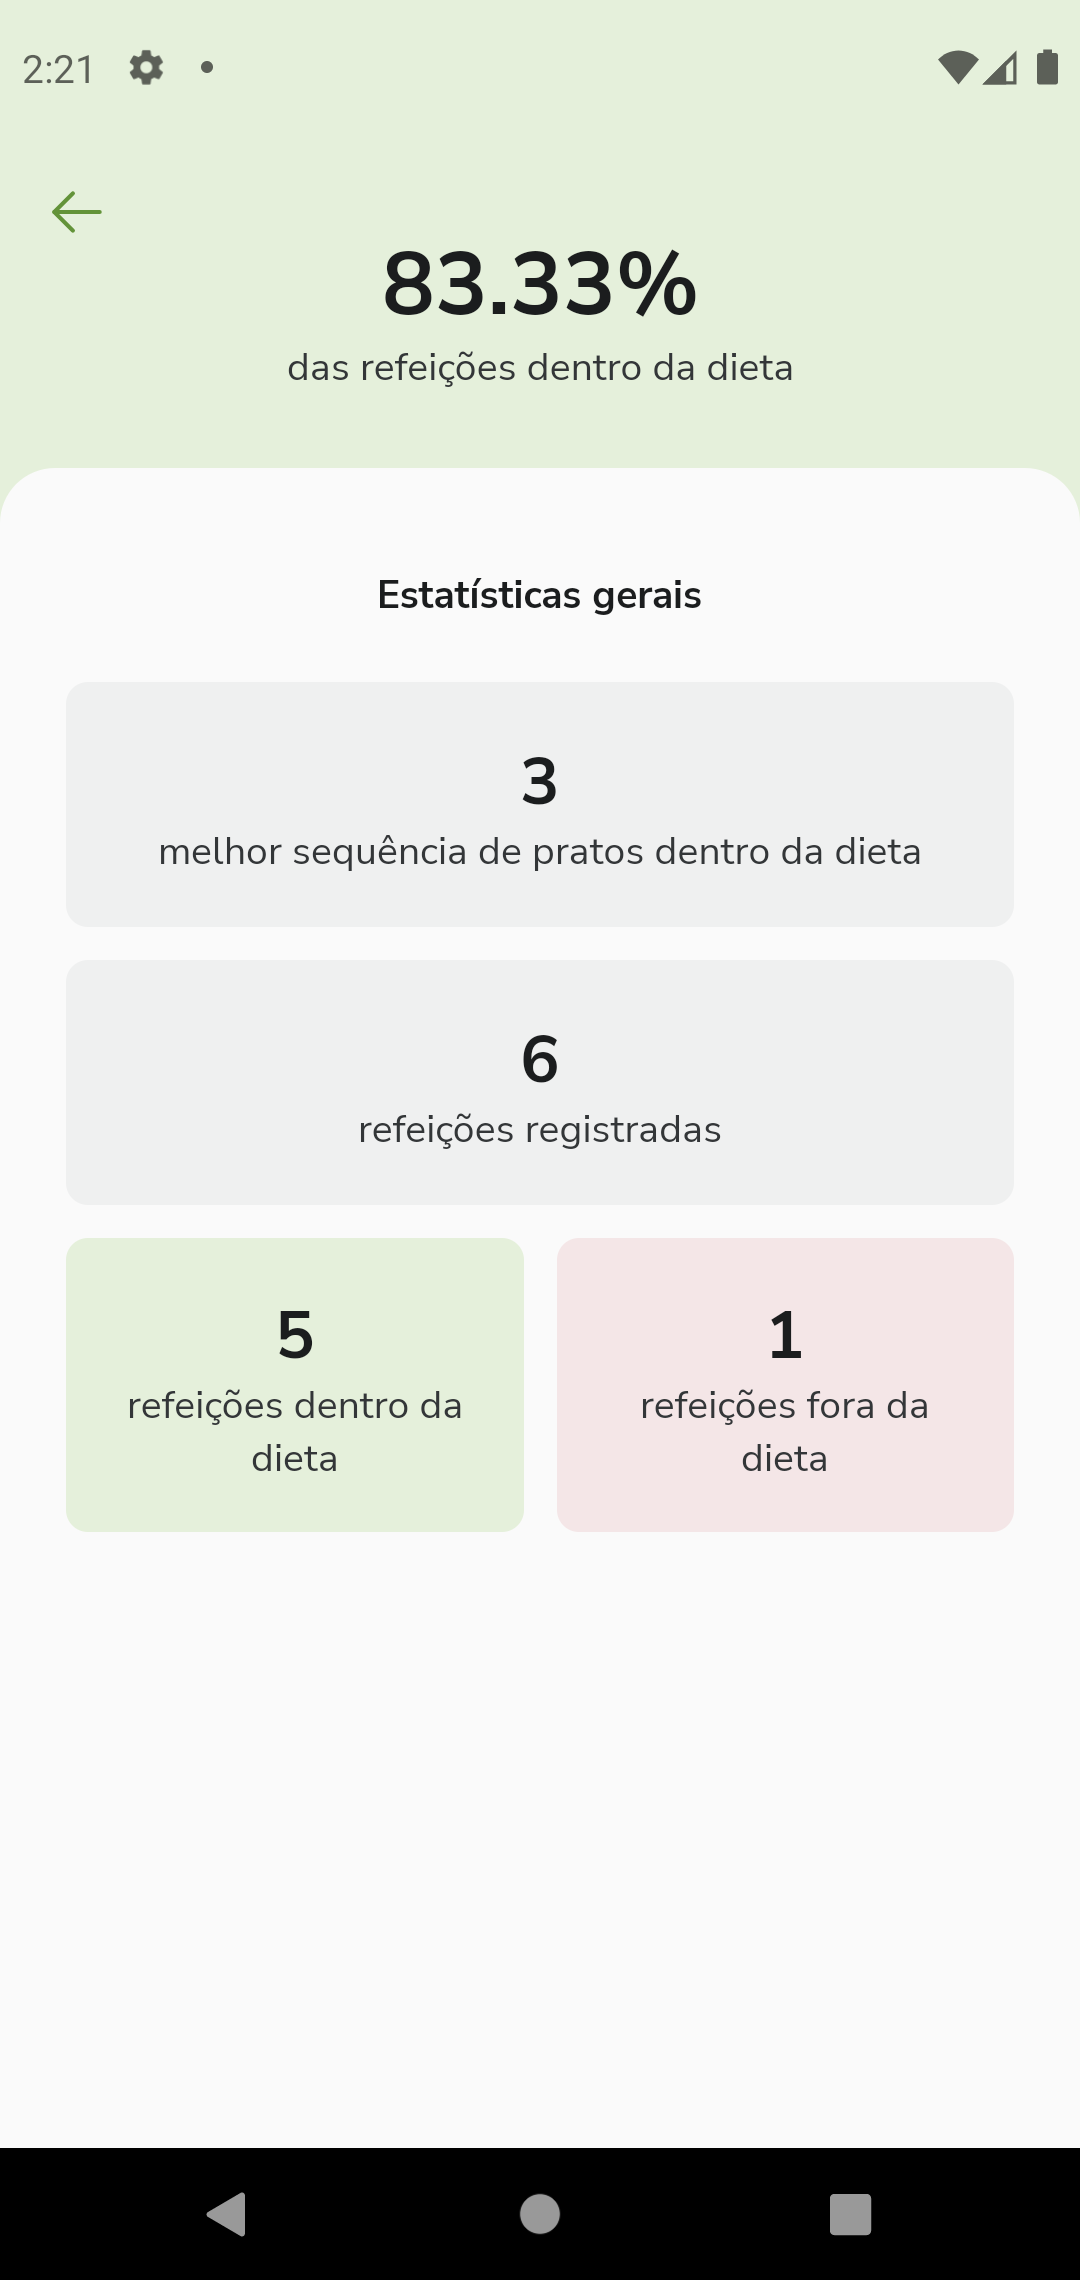 2:21
83.33%
das refeições dentro da dieta
Estatísticas gerais
3
melhor sequência de pratos dentro da dieta
6
refeições registradas
5
refeições dentro da
dieta
1
refeições fora da
dieta